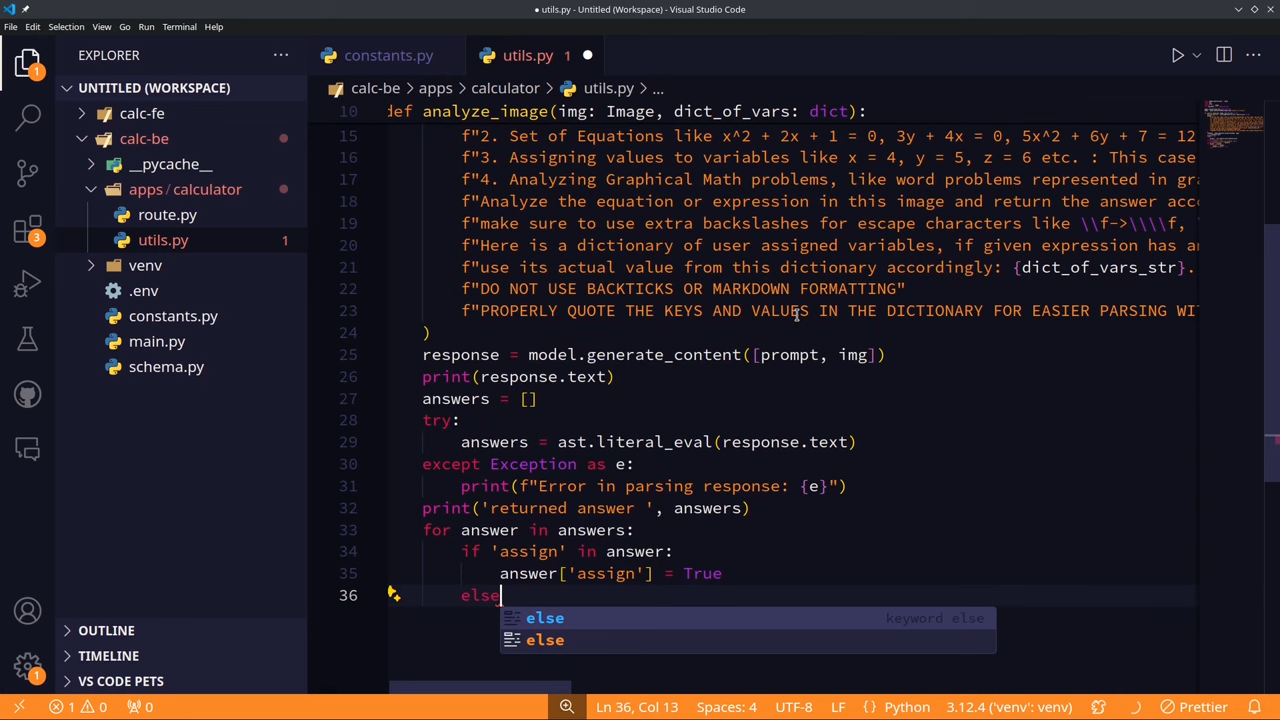 utils.py - Untitled (Workspace) - Visual Studio Code
File Edit Selection View Go Run Terminal Help
EXPLORER
constants.py
utils.py 1
1
UNTITLED (WORKSPACE)
calc-fe
calc-be
__pycache__
apps / calculator
route.py
utils.py 1
venv
.env
constants.py
main.py
schema.py
3
OUTLINE
TIMELINE
VS CODE PETS
1
calc-be > apps > calculator > utils.py > ...
10 def analyze_image(img: Image, dict_of_vars: dict):
15 f"2. Set of Equations like x^2 + 2x + 1 = 0, 3y + 4x = 0, 5x^2 + 6y + 7 = 12
16 f"3. Assigning values to variables like x = 4, y = 5, z = 6 etc. : This case
17 f"4. Analyzing Graphical Math problems, like word problems represented in gra
18 f"Analyze the equation or expression in this image and return the answer acc
19 f"make sure to use extra backslashes for escape characters like \\f->\\\\f,
20 f"Here is a dictionary of user assigned variables, if given expression has a
21 f"use its actual value from this dictionary accordingly: {dict_of_vars_str}.
22 f"DO NOT USE BACKTICKS OR MARKDOWN FORMATTING"
23 f"PROPERLY QUOTE THE KEYS AND VALUES IN THE DICTIONARY FOR EASIER PARSING WI
24 )
25 response = model.generate_content([prompt, img])
26 print(response.text)
27 answers = []
28 try:
29 answers = ast.literal_eval(response.text)
30 except Exception as e:
31 print(f"Error in parsing response: {e}")
32 print('returned answer ', answers)
33 for answer in answers:
34 if 'assign' in answer:
35 answer['assign'] = True
36 else
else keyword else
else
1 0 0 Ln 36, Col 13 Spaces: 4 UTF-8 LF {} Python 3.12.4 ('venv': venv) Prettier